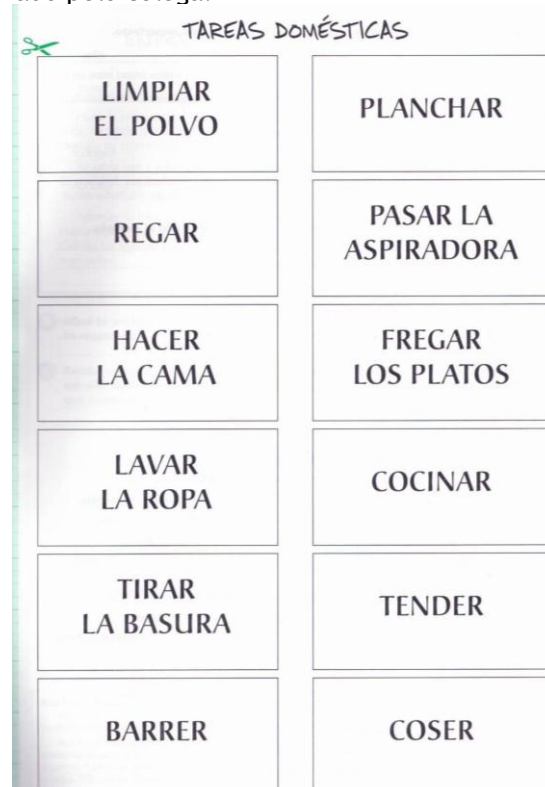 TAREAS DOMÉSTICAS
LIMPIAR
EL POLVO
PLANCHAR
REGAR
PASAR LA
ASPIRADORA
HACER
LA CAMA
FREGAR
LOS PLATOS
LAVAR
LA ROPA
COCINAR
TIRAR
LA BASURA
TENDER
BARRER
COSER